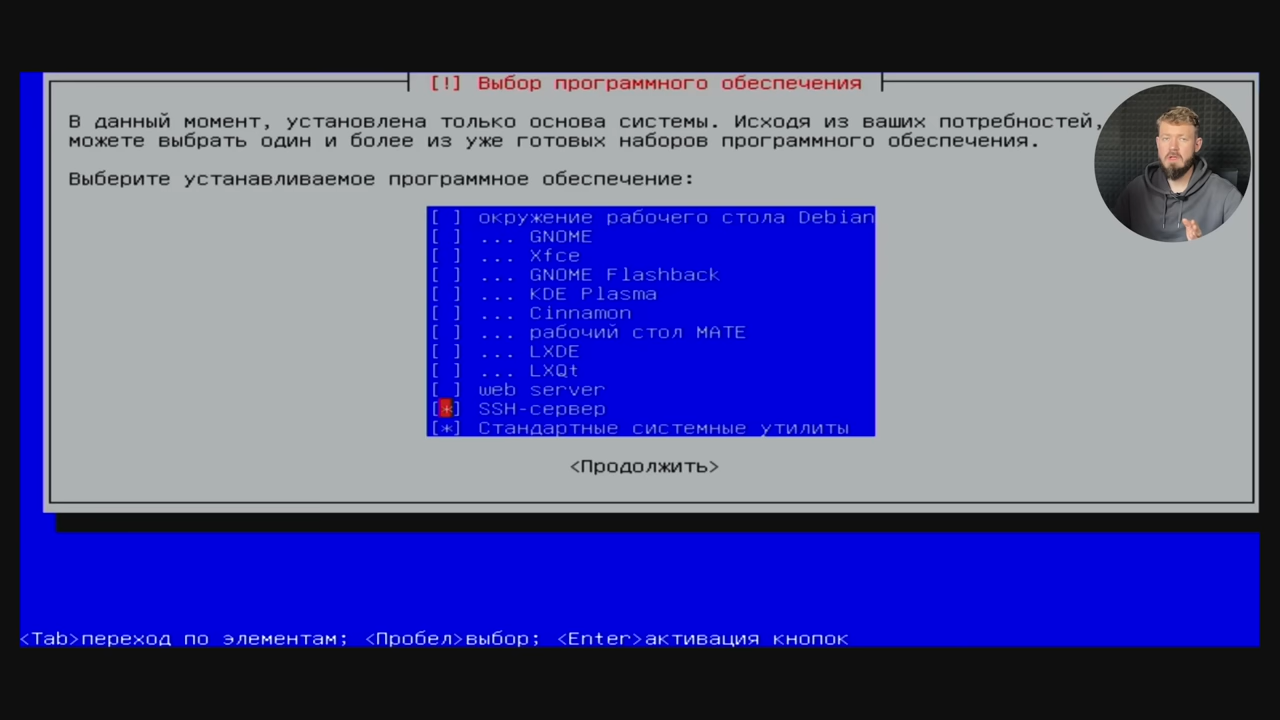 [!] Выбор программного обеспечения
В данный момент, установлена только основа системы. Исходя из ваших потребностей,
можете выбрать один и более из уже готовых наборов программного обеспечения.
Выберите устанавливаемое программное обеспечение:
[ ] окружение рабочего стола Debian
[ ] ... GNOME
[ ] ... Xfce
[ ] ... GNOME Flashback
[ ] ... KDE Plasma
[ ] ... Cinnamon
[ ] ... рабочий стол MATE
[ ] ... LXDE
[ ] ... LXQt
[ ] web server
[*] SSH-сервер
[*] Стандартные системные утилиты
<Продолжить>
<Tab>переход по элементам; <Пробел>выбор; <Enter>активация кнопок